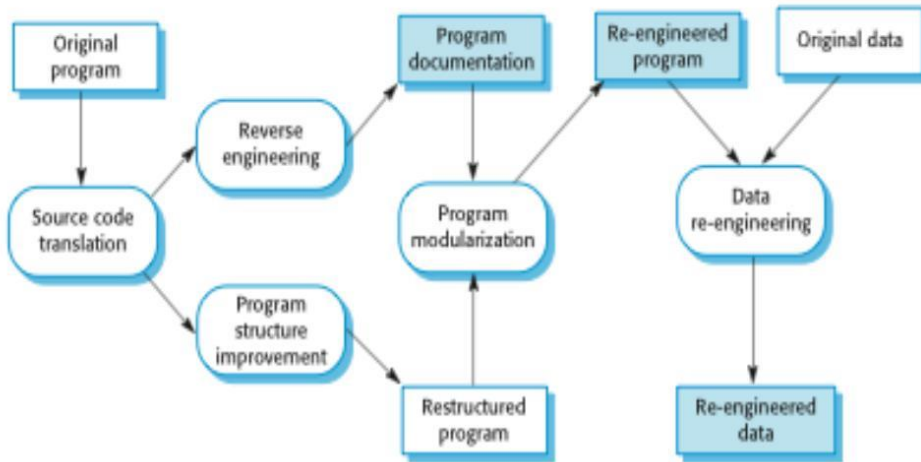 Original
program
Program
documentation
Re-engineered
program
Original data
Reverse
engineering
Source code
translation
Program
modularization
Data
re-engineering
Program
structure
improvement
Restructured
program
Re-engineered
data